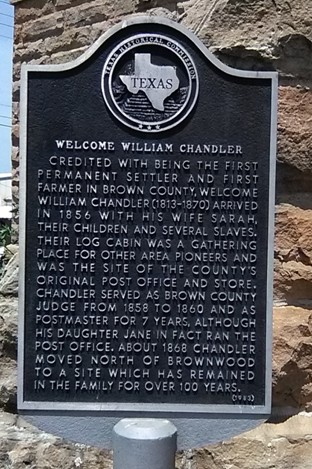 TEXAS HISTORICAL COMMISSION
TEXAS
WELCOME WILLIAM CHANDLER
CREDITED WITH BEING THE FIRST
PERMANENT SETTLER AND FIRST
FARMER IN BROWN COUNTY, WELCOME
WILLIAM CHANDLER (1813-1870) ARRIVED
IN 1856 WITH HIS WIFE SARAH,
THEIR CHILDREN AND SEVERAL SLAVES.
THEIR LOG CABIN WAS A GATHERING
PLACE FOR OTHER AREA PIONEERS AND
WAS THE SITE OF THE COUNTY'S
ORIGINAL POST OFFICE AND STORE.
CHANDLER SERVED AS BROWN COUNTY
JUDGE FROM 1858 TO 1860 AND AS
POSTMASTER FOR 7 YEARS, ALTHOUGH
HIS DAUGHTER JANE IN FACT RAN THE
POST OFFICE. ABOUT 1868 CHANDLER
MOVED NORTH OF BROWNWOOD
TO A SITE WHICH HAS REMAINED
IN THE FAMILY FOR OVER 100 YEARS.